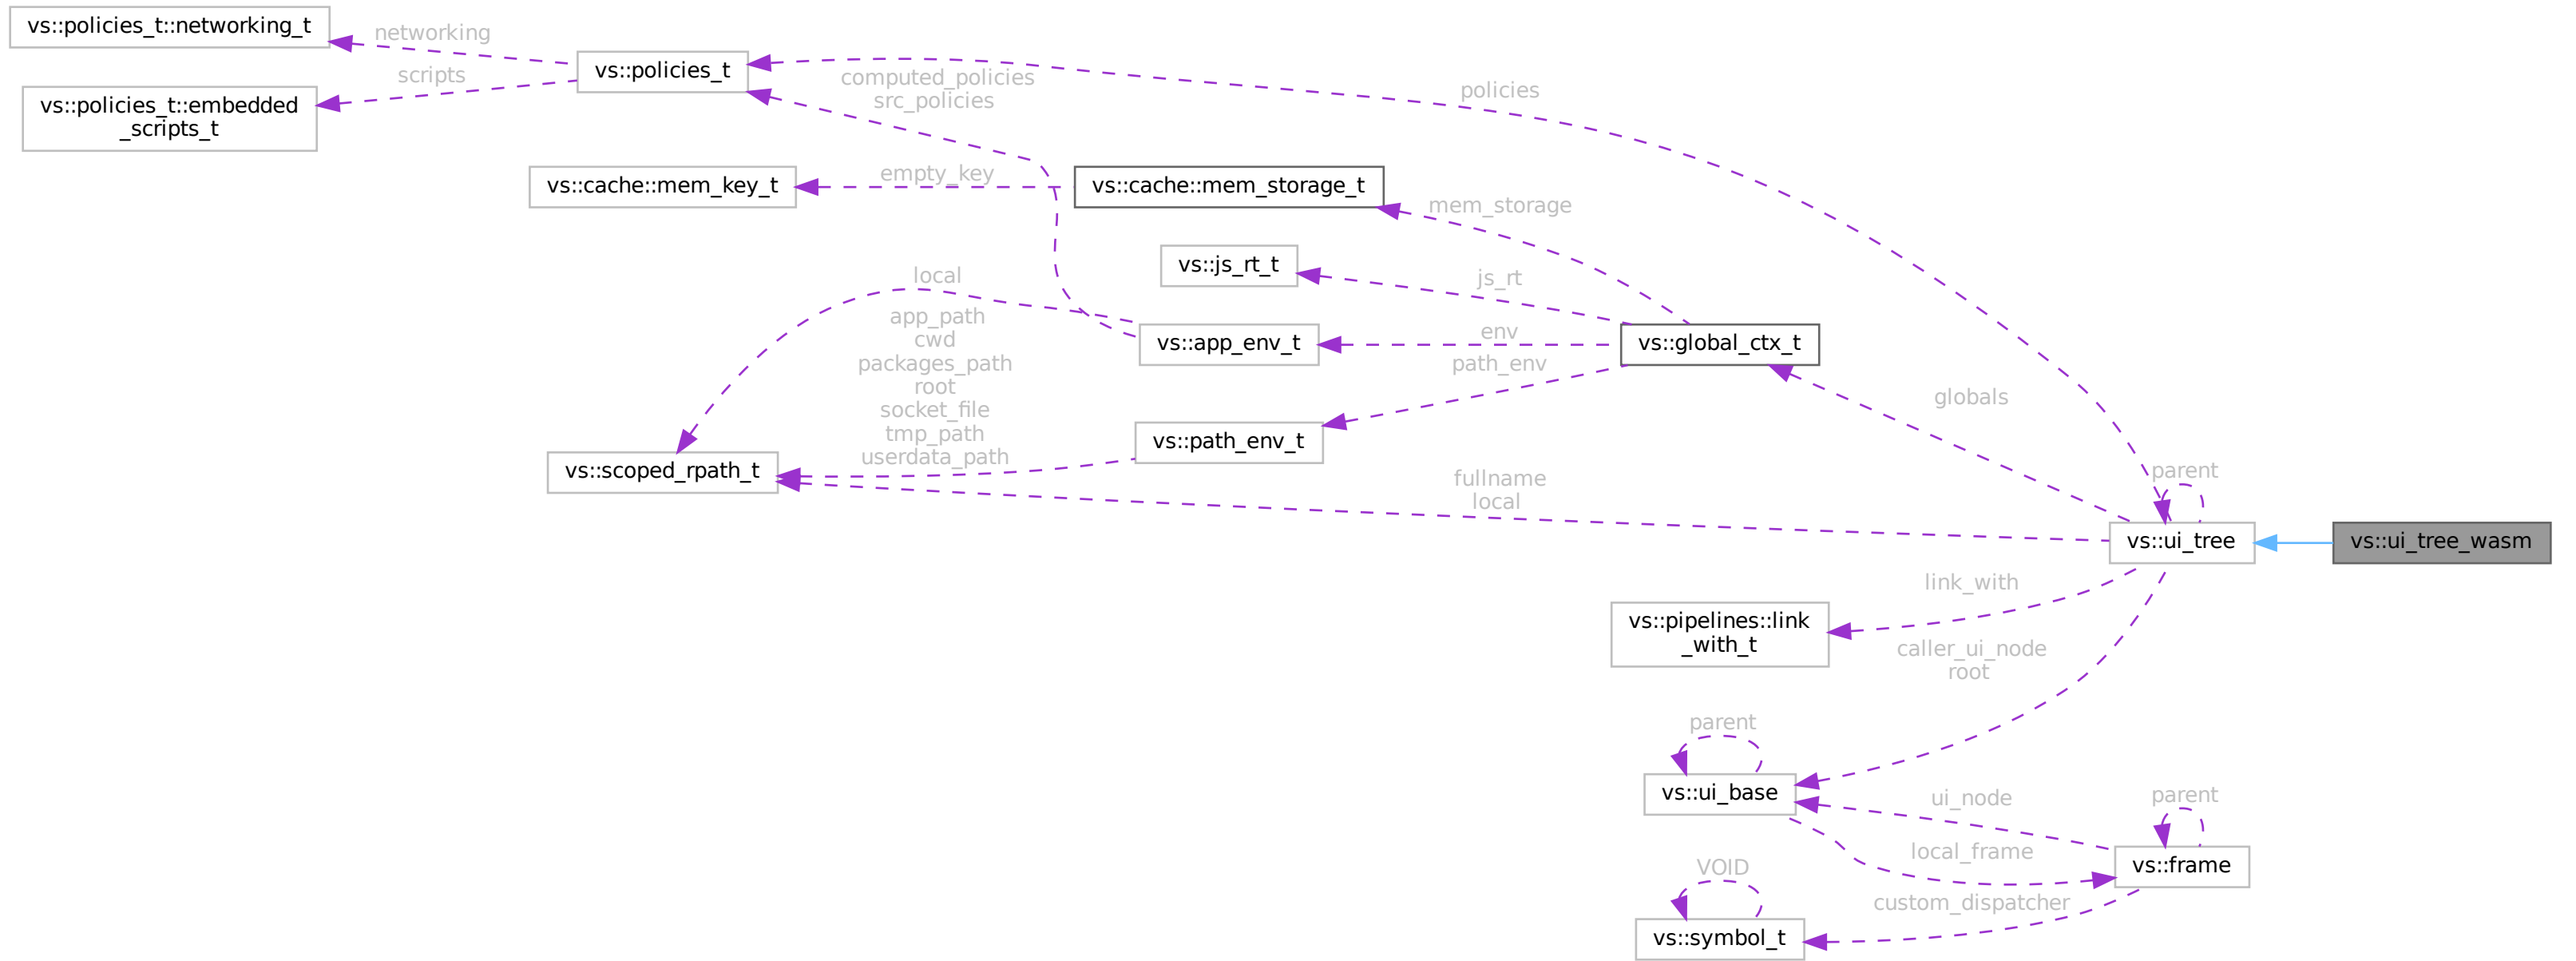 vs::policies_t::networking_t
networking
vs::policies_t
scripts
computed_policies
src_policies
policies
vs::policies_t::embedded
_scripts_t
vs::cache::mem_key_t
empty_key
vs::cache::mem_storage_t
mem_storage
vs::js_rt_t
js_rt
local
app_path
cwd
packages_path
root
socket_file
tmp_path
userdata_path
vs::app_env_t
env
vs::global_ctx_t
path_env
globals
vs::path_env_t
vs::scoped_rpath_t
fullname
local
parent
vs::ui_tree
vs::ui_tree_wasm
link_with
vs::pipelines::link
_with_t
caller_ui_node
root
parent
vs::ui_base
ui_node
parent
local_frame
vs::frame
VOID
custom_dispatcher
vs::symbol_t